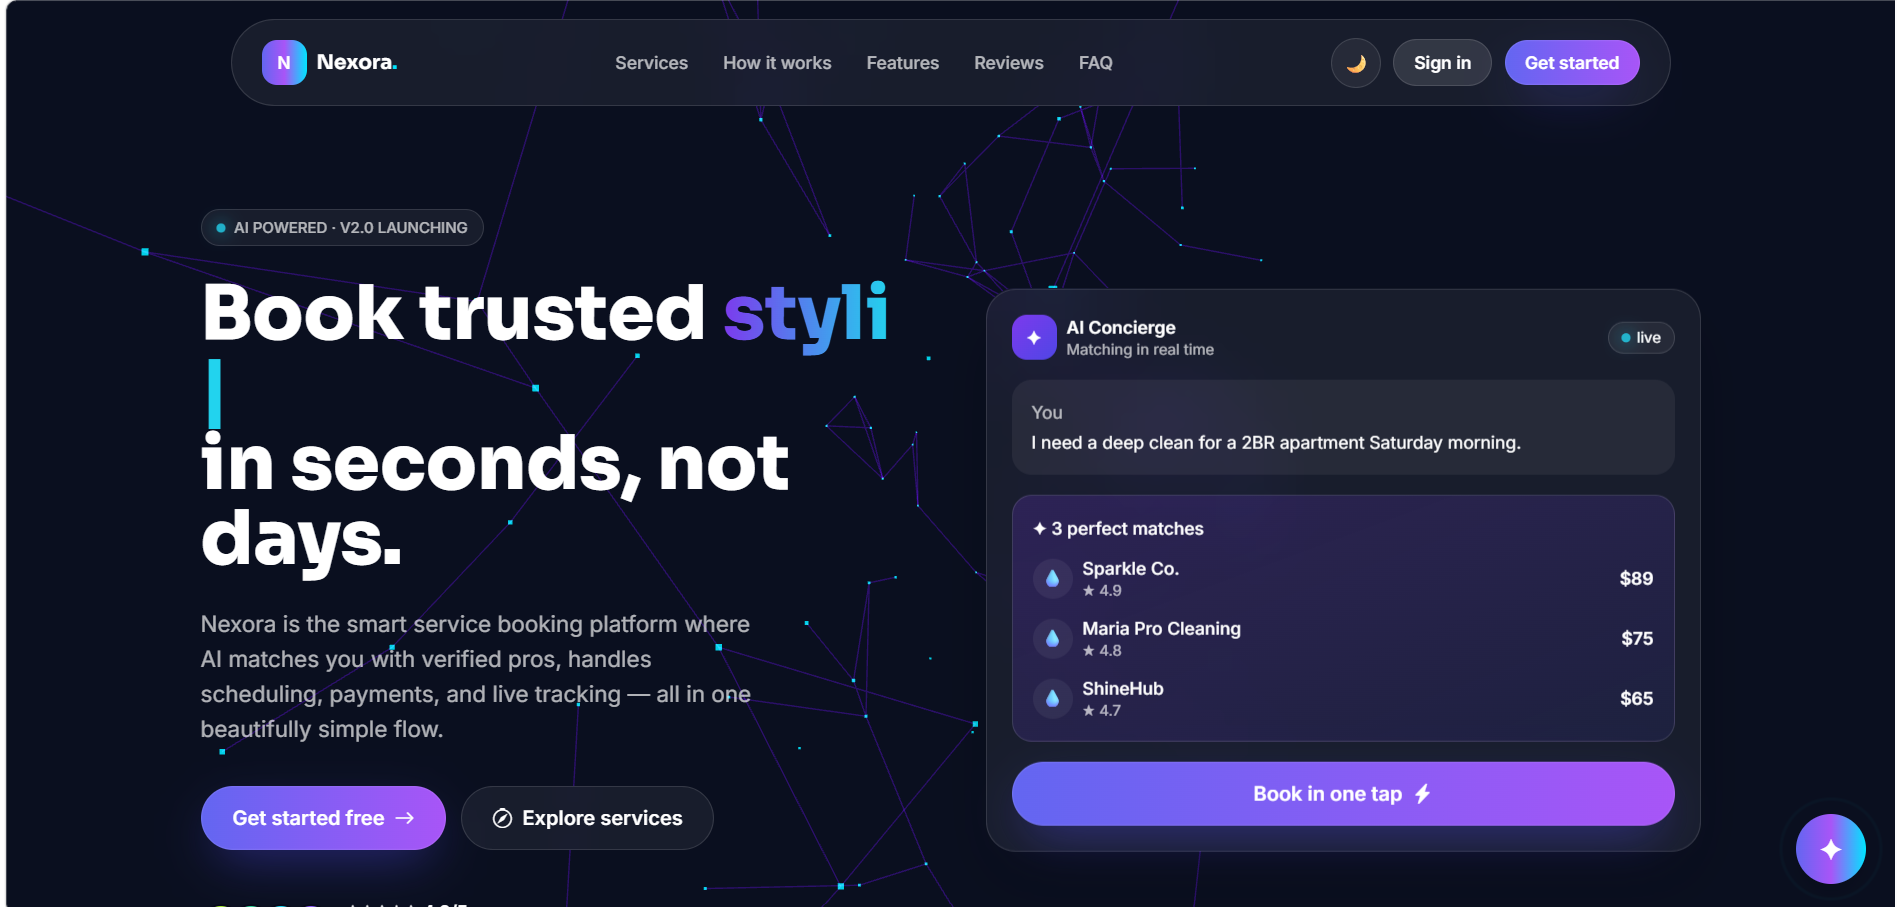 N Nexora.
Services How it works Features Reviews FAQ
Sign in Get started
AI POWERED · V2.0 LAUNCHING
Book trusted styli
|
in seconds, not
days.
Nexora is the smart service booking platform where
AI matches you with verified pros, handles
scheduling, payments, and live tracking — all in one
beautifully simple flow.
Get started free →
Explore services
AI Concierge
Matching in real time
live
You
I need a deep clean for a 2BR apartment Saturday morning.
✦ 3 perfect matches
Sparkle Co.
★ 4.9
$89
Maria Pro Cleaning
★ 4.8
$75
ShineHub
★ 4.7
$65
Book in one tap